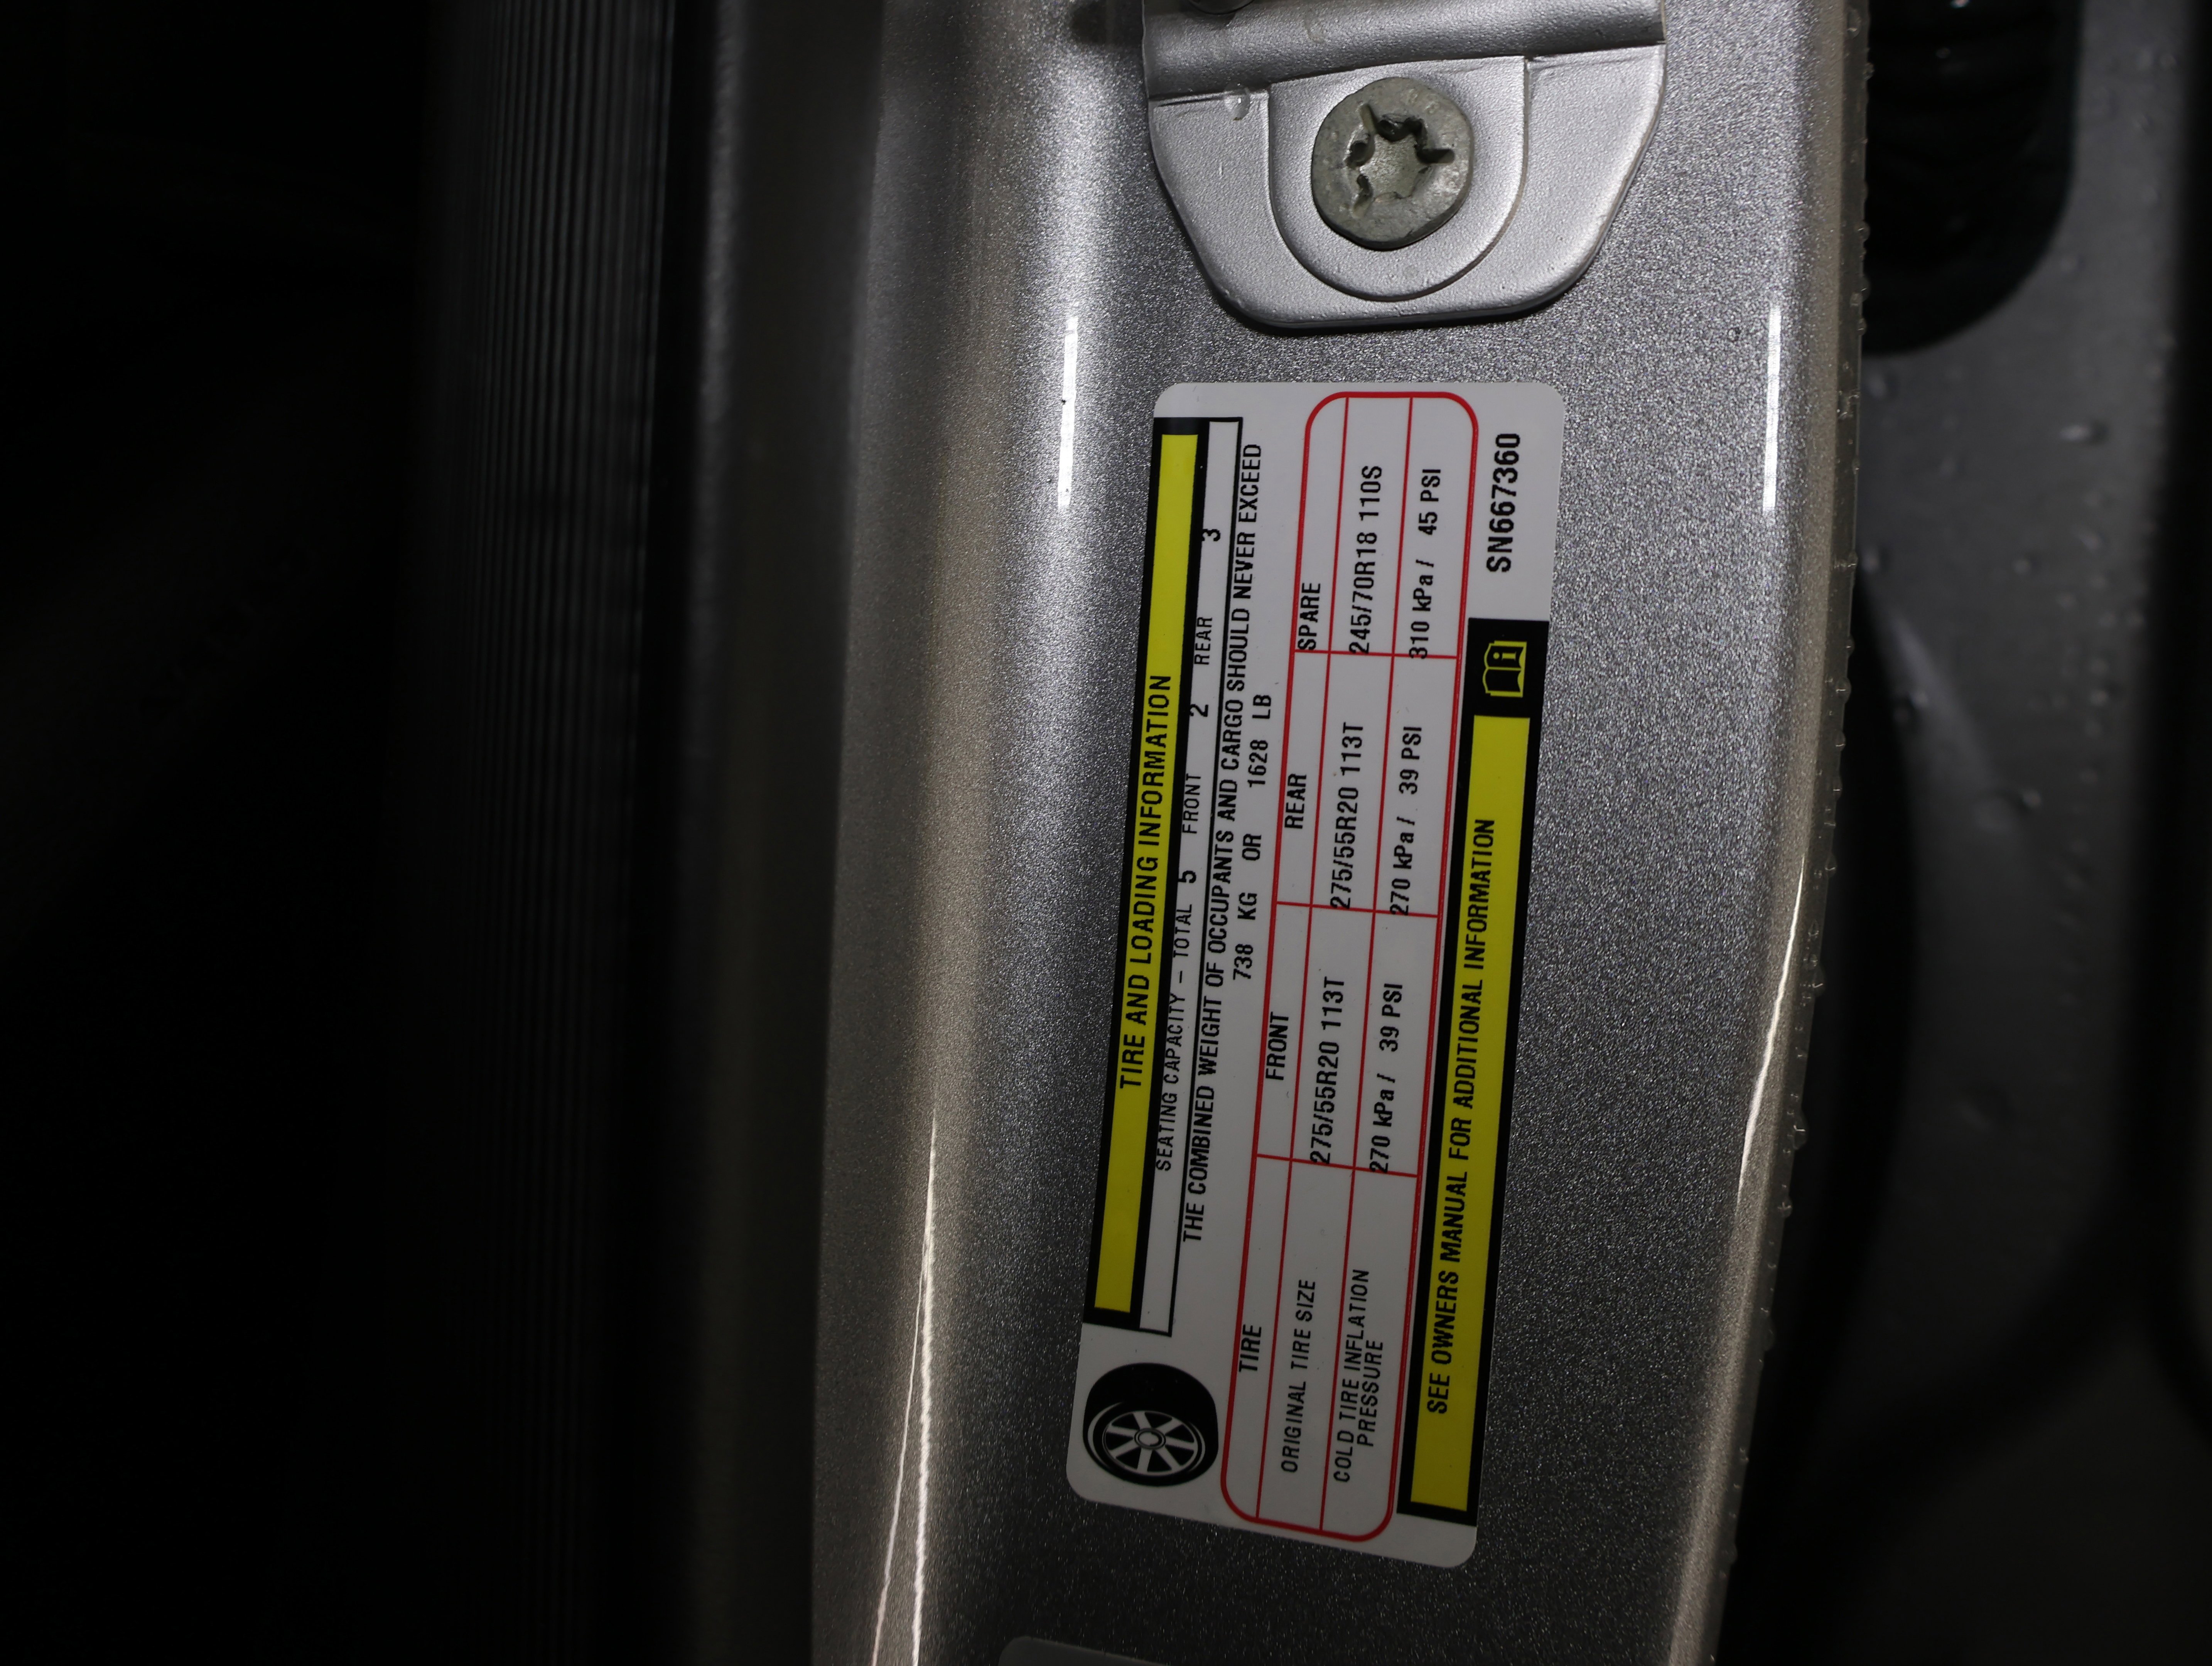 TIRE AND LOADING INFORMATION
SEATING CAPACITY – TOTAL 5 FRONT 2 REAR 3
THE COMBINED WEIGHT OF OCCUPANTS AND CARGO SHOULD NEVER EXCEED
738 KG OR 1628 LB
TIRE FRONT REAR SPARE
ORIGINAL TIRE SIZE 275/55R20 113T 275/55R20 113T 245/70R18 110S
COLD TIRE INFLATION
PRESSURE 270 kPa / 39 PSI 270 kPa / 39 PSI 310 kPa / 45 PSI
SEE OWNERS MANUAL FOR ADDITIONAL INFORMATION
SN667360